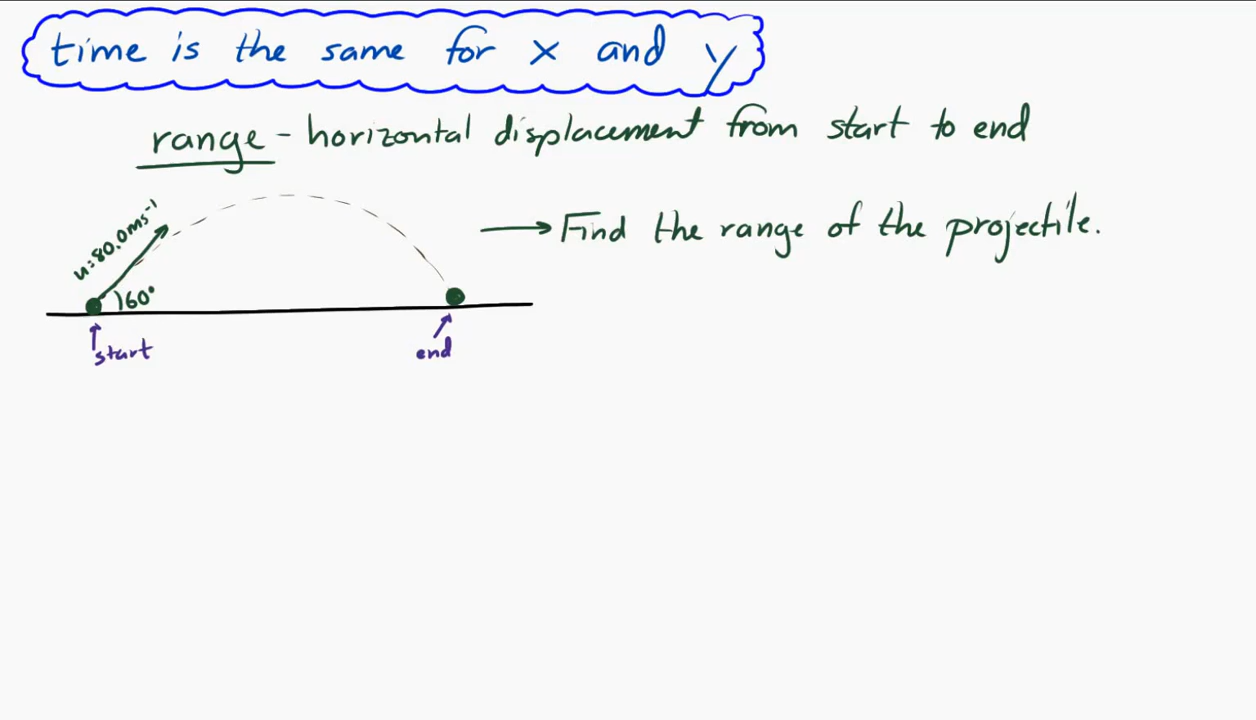 time is the same for x and y
range - horizontal displacement from start to end
u=80.0ms⁻¹
→ Find the range of the projectile.
60°
start
end